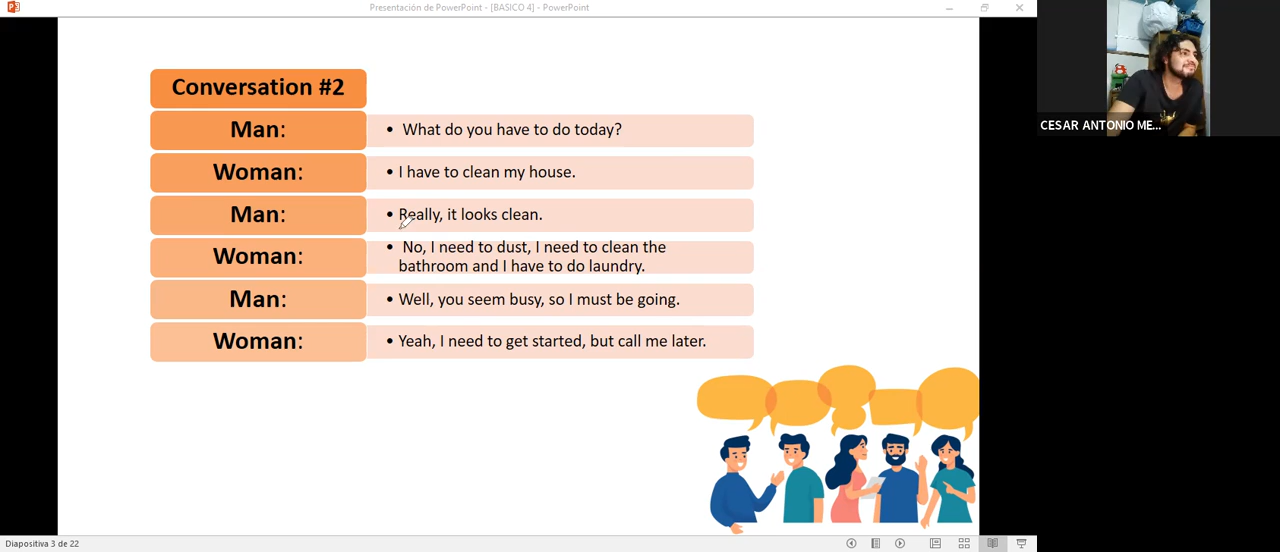 Presentación de PowerPoint - [BASICO 4] - PowerPoint
CESAR ANTONIO ME...
Conversation #2
Man:
• What do you have to do today?
Woman:
• I have to clean my house.
Man:
• Really, it looks clean.
Woman:
• No, I need to dust, I need to clean the
bathroom and I have to do laundry.
Man:
• Well, you seem busy, so I must be going.
Woman:
• Yeah, I need to get started, but call me later.
Diapositiva 3 de 22